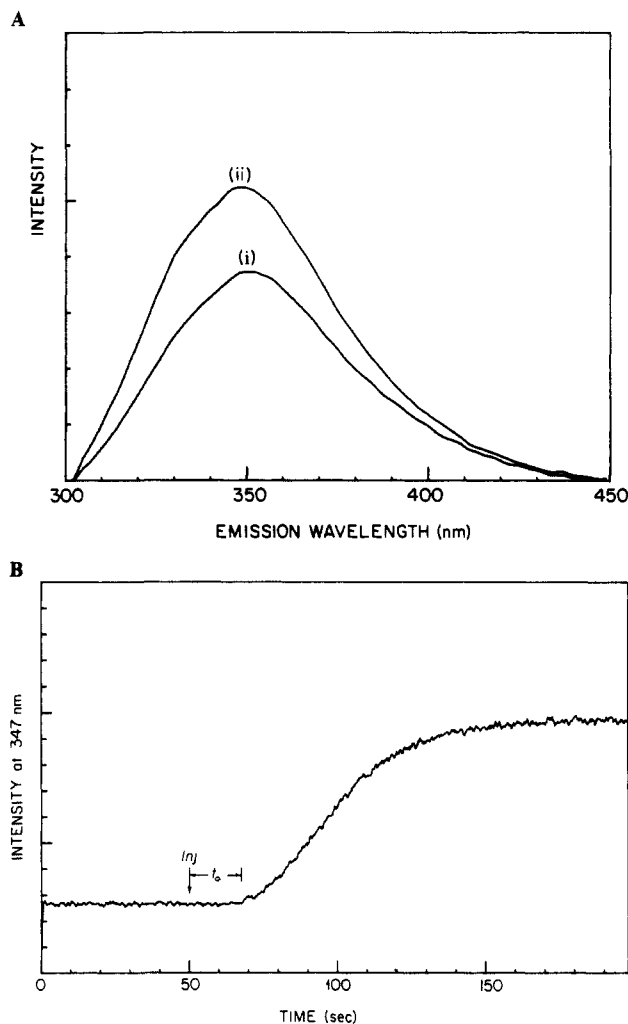 A
INTENSITY
(ii)
(i)
300 350 400 450
EMISSION WAVELENGTH (nm)
B
INTENSITY at 347 nm
Inj
tₐ
0 50 100 150
TIME (sec)